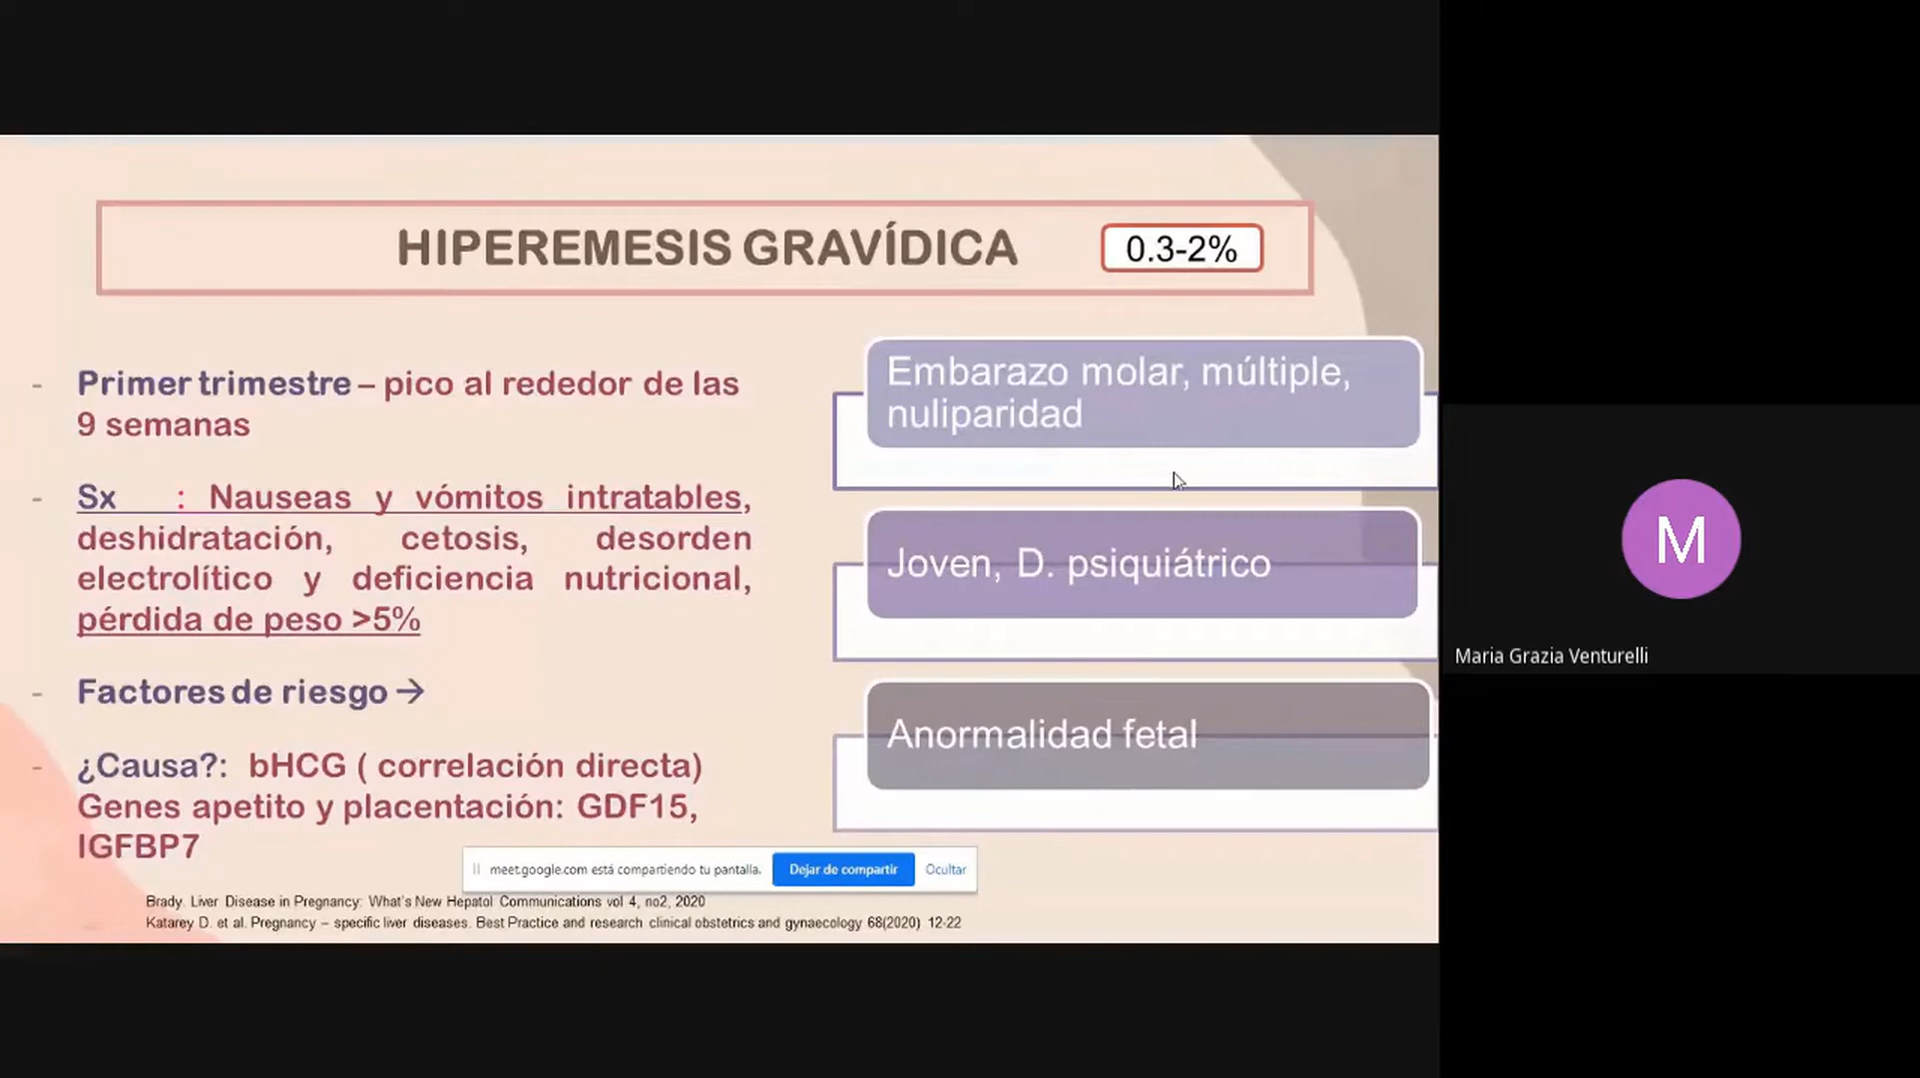 HIPEREMESIS GRAVÍDICA
0.3-2%
- Primer trimestre – pico al rededor de las
9 semanas
- Sx : Nauseas y vómitos intratables,
deshidratación, cetosis, desorden
electrolítico y deficiencia nutricional,
pérdida de peso >5%
- Factores de riesgo →
- ¿Causa?: bHCG ( correlación directa)
Genes apetito y placentación: GDF15,
IGFBP7
Embarazo molar, múltiple,
nuliparidad
Joven, D. psiquiátrico
Anormalidad fetal
meet.google.com está compartiendo tu pantalla.
Dejar de compartir
Ocultar
Brady. Liver Disease in Pregnancy: What's New Hepatol Communications vol 4, no2, 2020
Katarey D. et al. Pregnancy – specific liver diseases. Best Practice and research clinical obstetrics and gynaecology 68(2020) 12-22
M
Maria Grazia Venturelli